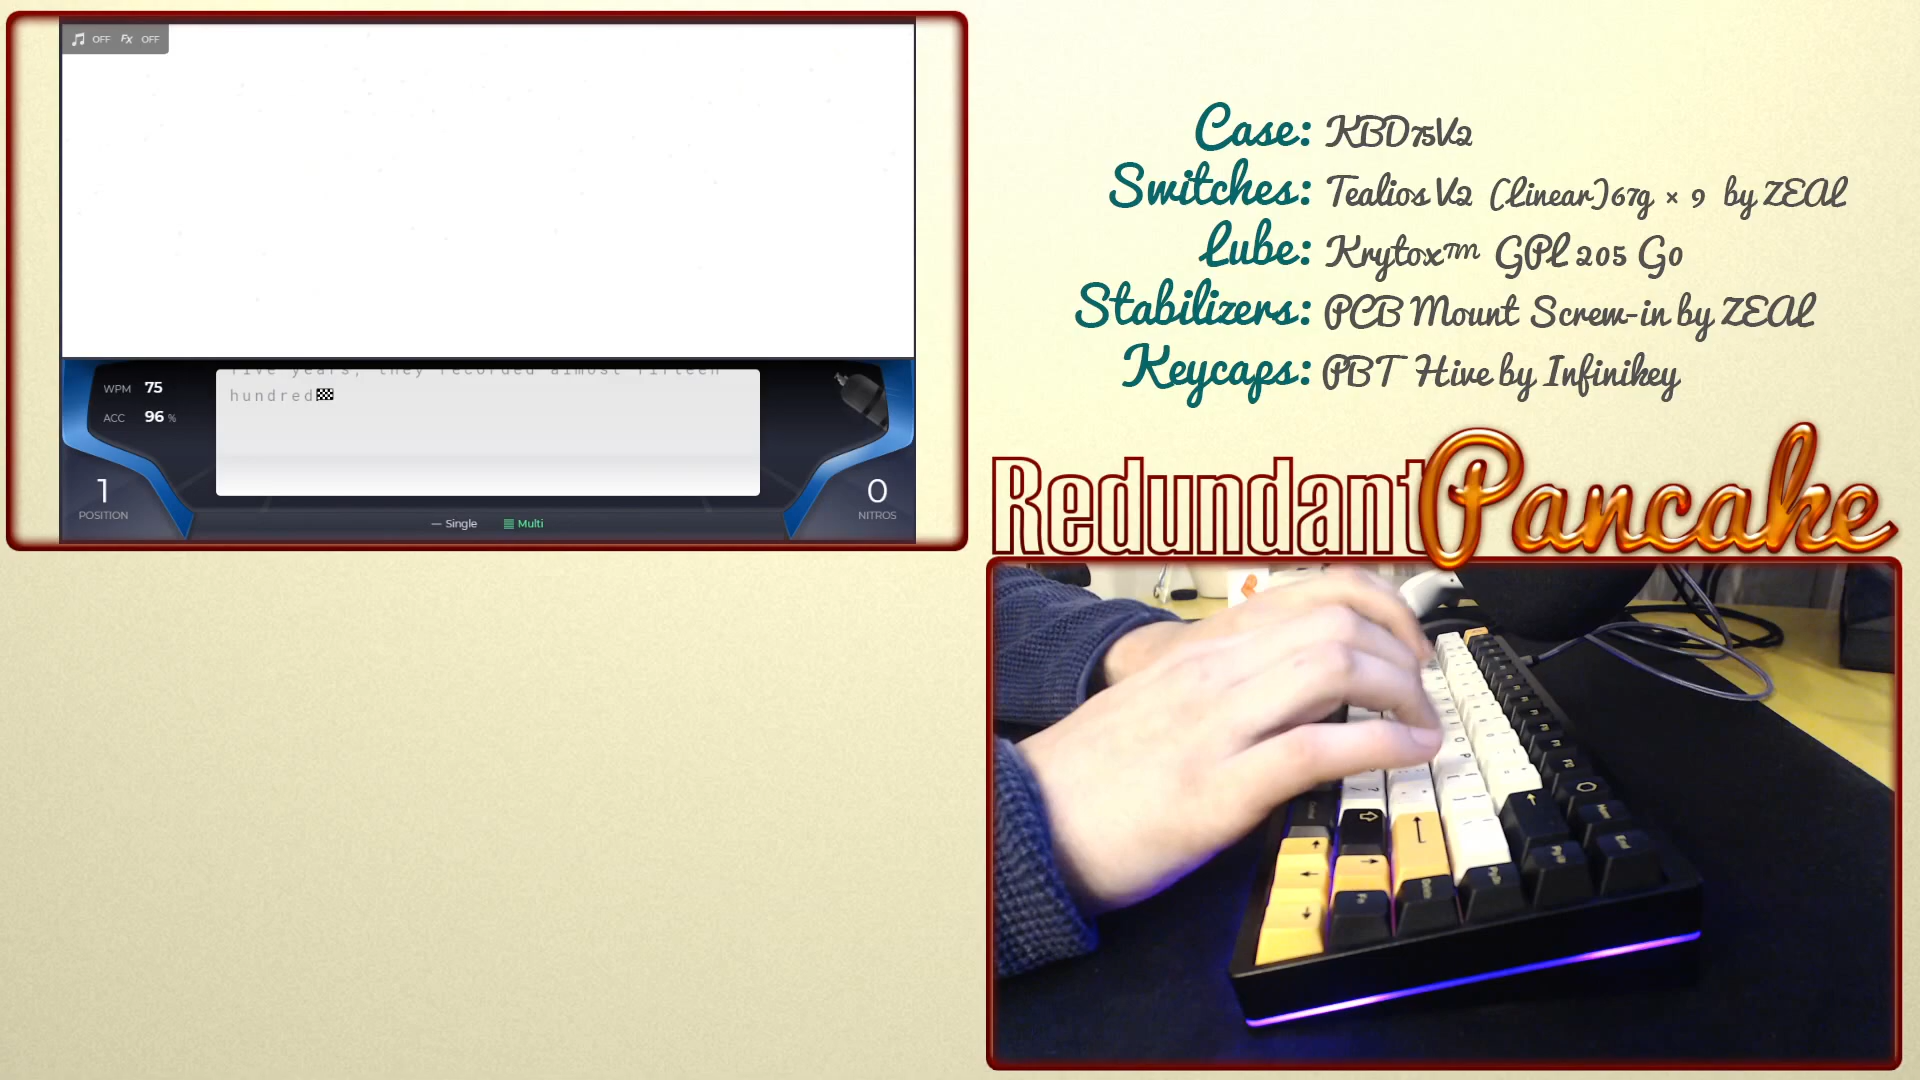 OFF Fx OFF
five years, they recorded almost fifteen
hundred
WPM 75
ACC 96 %
1
POSITION
0
NITROS
Single Multi
Case: KBD75V2
Switches: Tealios V2 (Linear) 67g × 9 by ZEAL
Lube: Krytox™ GPL 205 G0
Stabilizers: PCB Mount Screw-in by ZEAL
Keycaps: PBT Hive by Infinikey
Redundant Pancake